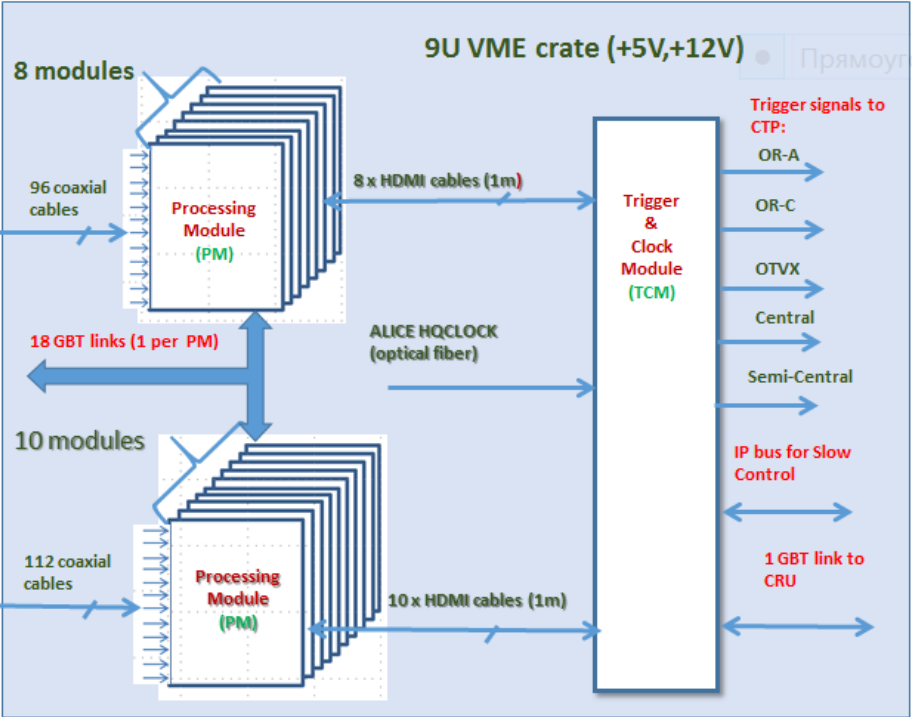 9U VME crate (+5V,+12V)
Прямоуг
8 modules
Trigger signals to
CTP:
OR-A
96 coaxial
cables
8 x HDMI cables (1m)
Processing
Module
(PM)
Trigger
&
Clock
Module
(TCM)
OR-C
OTVX
18 GBT links (1 per PM)
ALICE HQCLOCK
(optical fiber)
Central
Semi-Central
10 modules
IP bus for Slow
Control
112 coaxial
cables
Processing
Module
(PM)
10 x HDMI cables (1m)
1 GBT link to
CRU